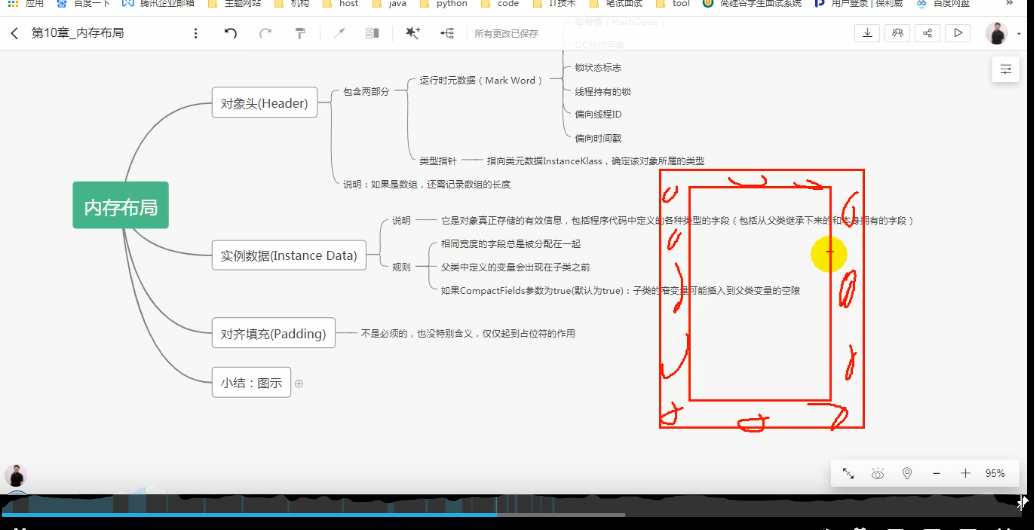 应用 百度一下 腾讯企业邮箱 主题网站 机构 host java python code IT技术 笔试面试 tool 尚硅谷学生面试系统 用户登录 | 保利威 百度网盘 »
第10章_内存布局 所有更改已保存
哈希值（HashCode）
GC分代年龄
锁状态标志
对象头(Header) 包含两部分 运行时元数据（Mark Word） 线程持有的锁
偏向线程ID
偏向时间戳
类型指针 指向类元数据InstanceKlass，确定该对象所属的类型
说明：如果是数组，还需记录数组的长度
内存布局
说明 它是对象真正存储的有效信息，包括程序代码中定义的各种类型的字段（包括从父类继承下来的和本身拥有的字段）
实例数据(Instance Data) 相同宽度的字段总是被分配在一起
规则 父类中定义的变量会出现在子类之前
如果CompactFields参数为true(默认为true)：子类的窄变量可能插入到父类变量的空隙
对齐填充(Padding) 不是必须的，也没特别含义，仅仅起到占位符的作用
小结：图示
95%